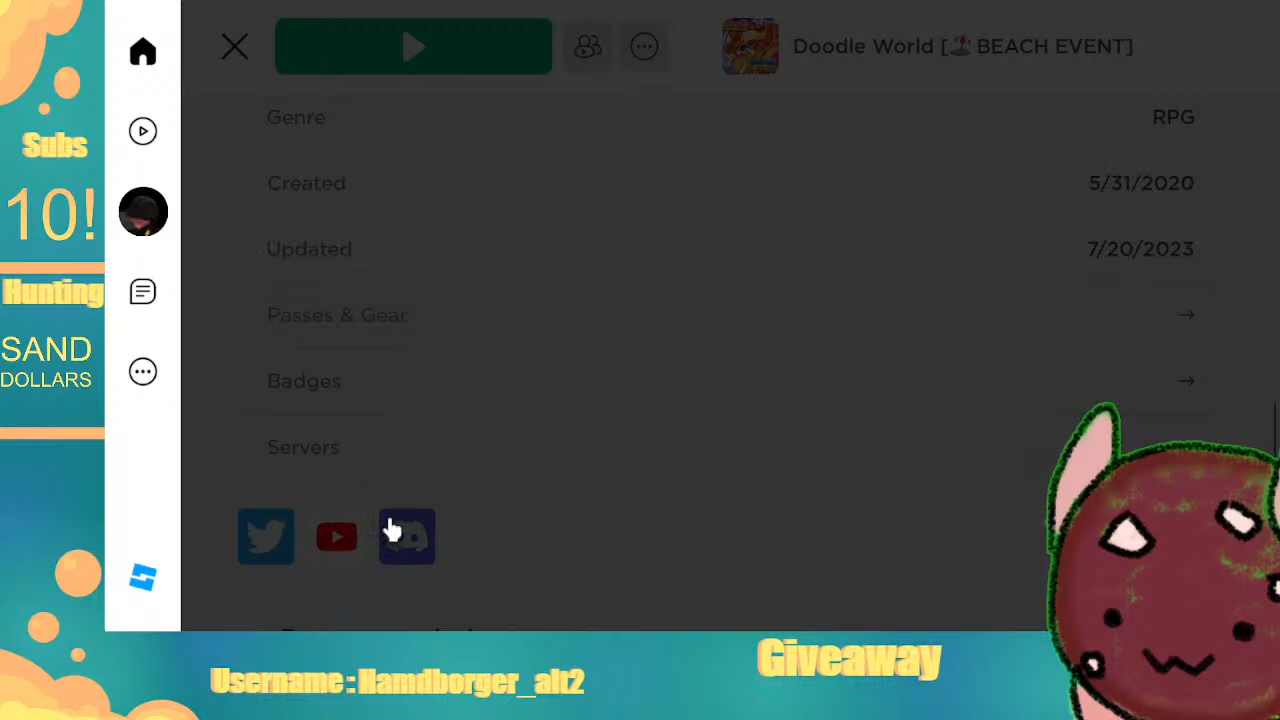 Doodle World [🏖️BEACH EVENT]
Genre
RPG
Created
5/31/2020
Updated
7/20/2023
Passes & Gear
Badges
Servers
Subs
10!
Hunting
SAND
DOLLARS
Username : Hamdborger_alt2
Giveaway